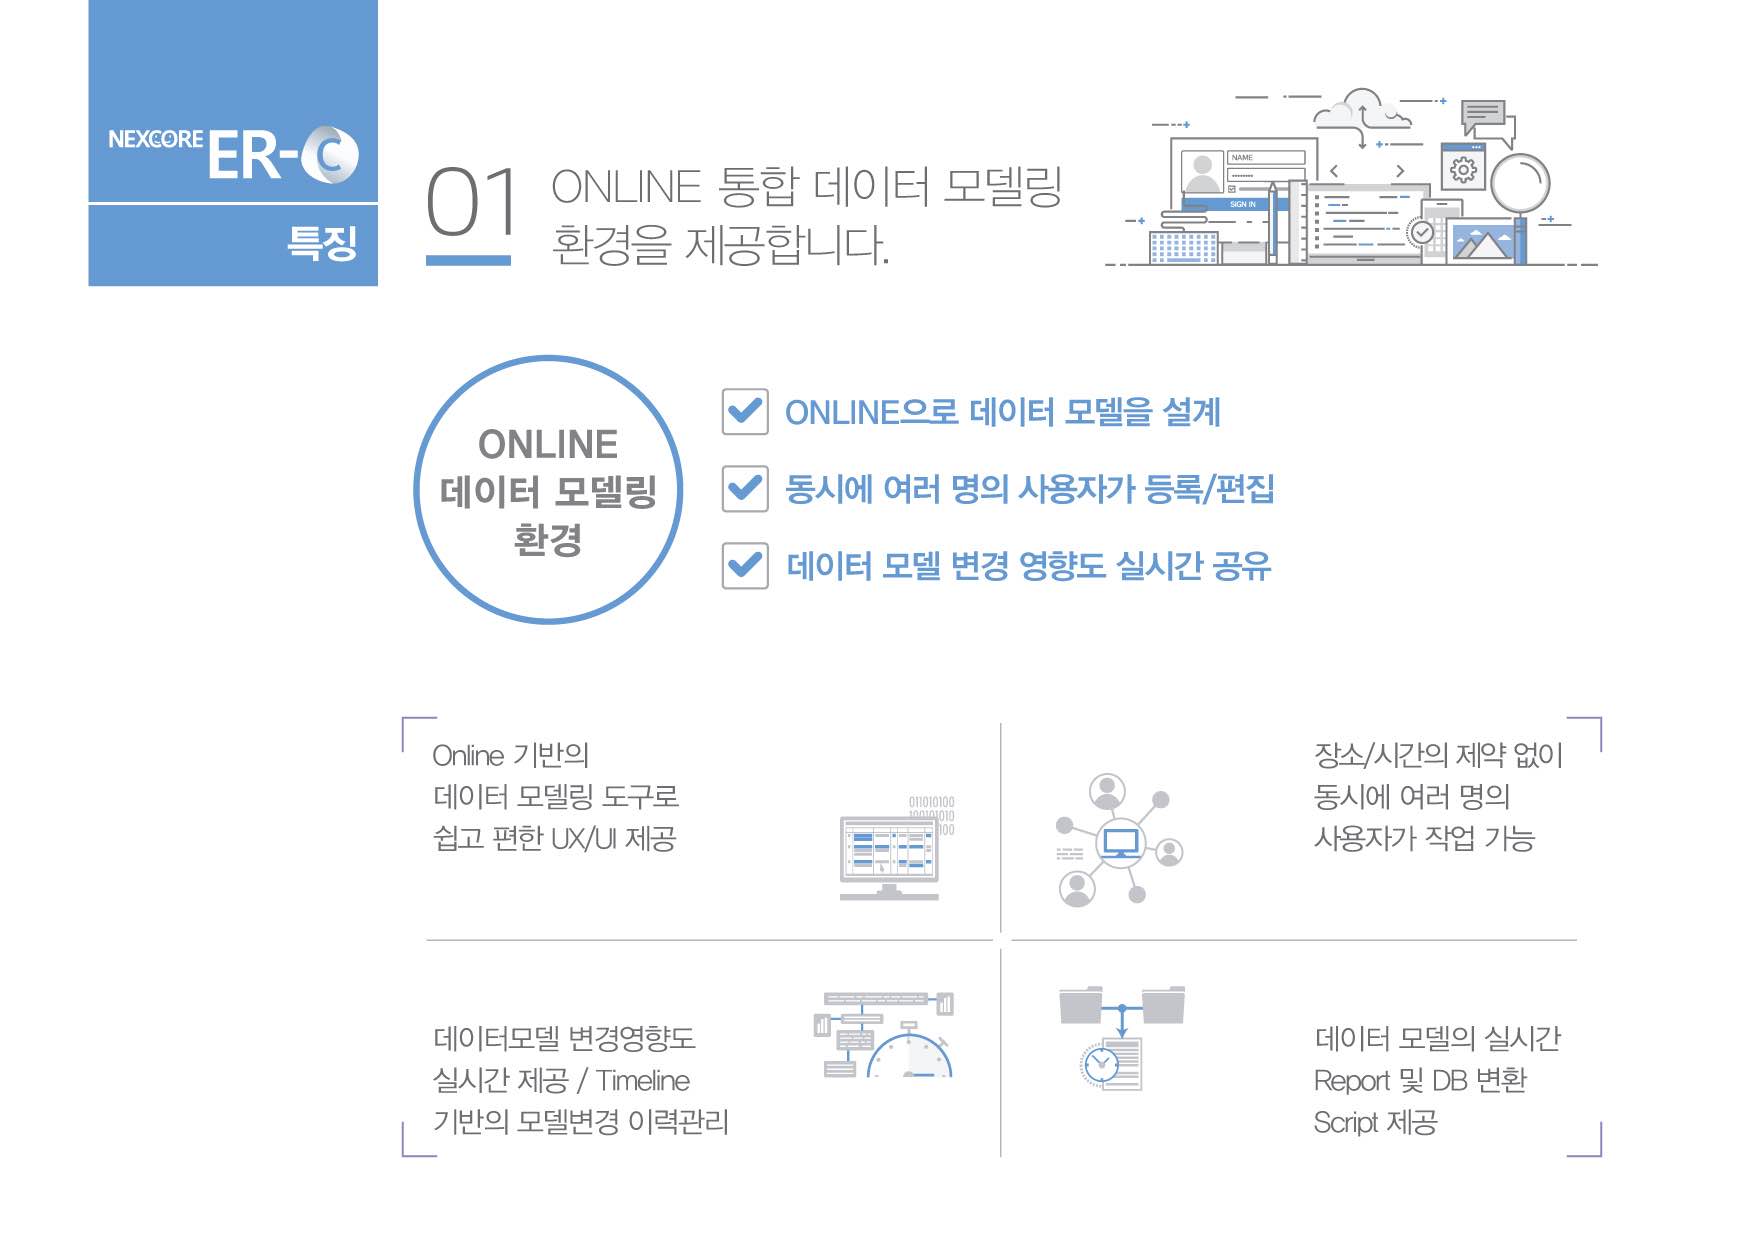 NEXCORE ER-C
특징
01
ONLINE 통합 데이터 모델링
환경을 제공합니다.
NAME
SIGN IN
ONLINE
데이터 모델링
환경
ONLINE으로 데이터 모델을 설계
동시에 여러 명의 사용자가 등록/편집
데이터 모델 변경 영향도 실시간 공유
Online 기반의
데이터 모델링 도구로
쉽고 편한 UX/UI 제공
011010100
100101010
100
장소/시간의 제약 없이
동시에 여러 명의
사용자가 작업 가능
데이터모델 변경영향도
실시간 제공 / Timeline
기반의 모델변경 이력관리
데이터 모델의 실시간
Report 및 DB 변환
Script 제공